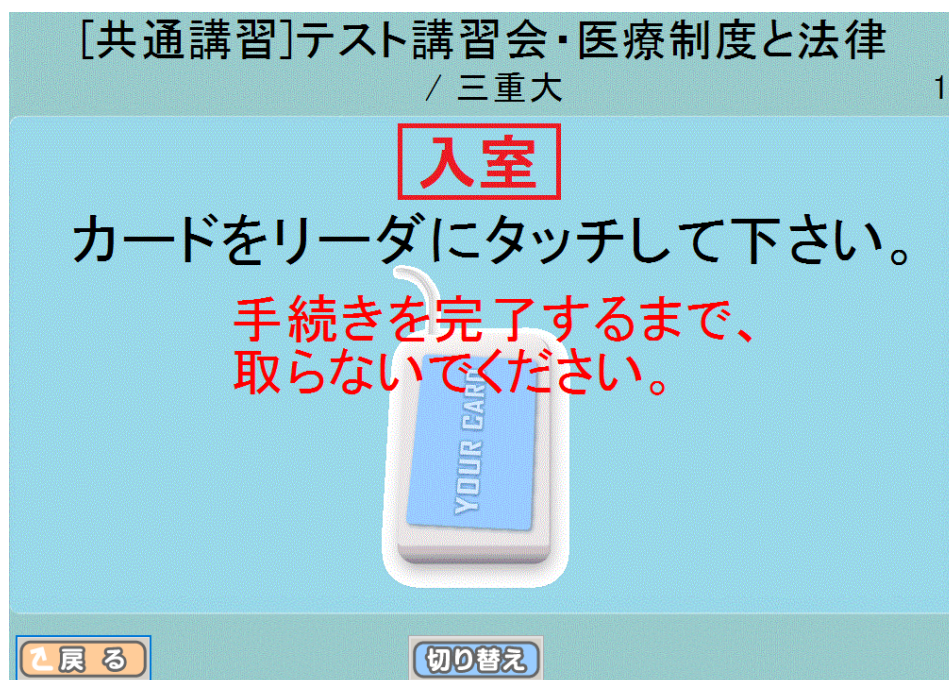 [共通講習]テスト講習会・医療制度と法律
/ 三重大
1
入室
カードをリーダにタッチして下さい。
手続きを完了するまで、
取らないでください。
YOUR CARD
戻る
切り替え